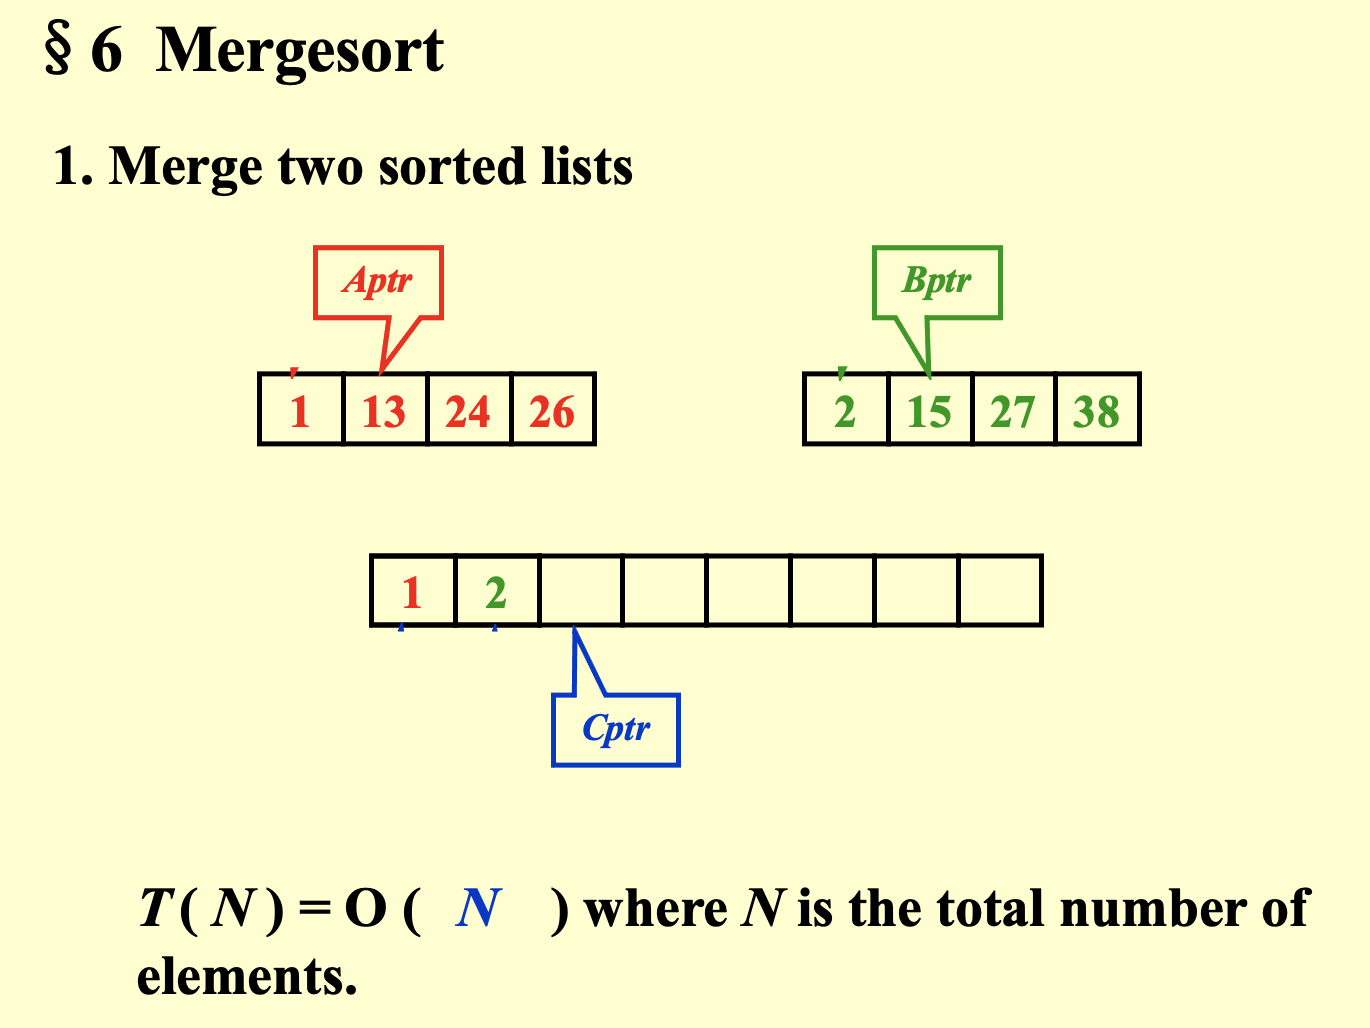 § 6 Mergesort
1. Merge two sorted lists
Aptr Bptr
1 13 24 26 2 15 27 38
1 2
Cptr
T ( N ) = O ( N ) where N is the total number of
elements.